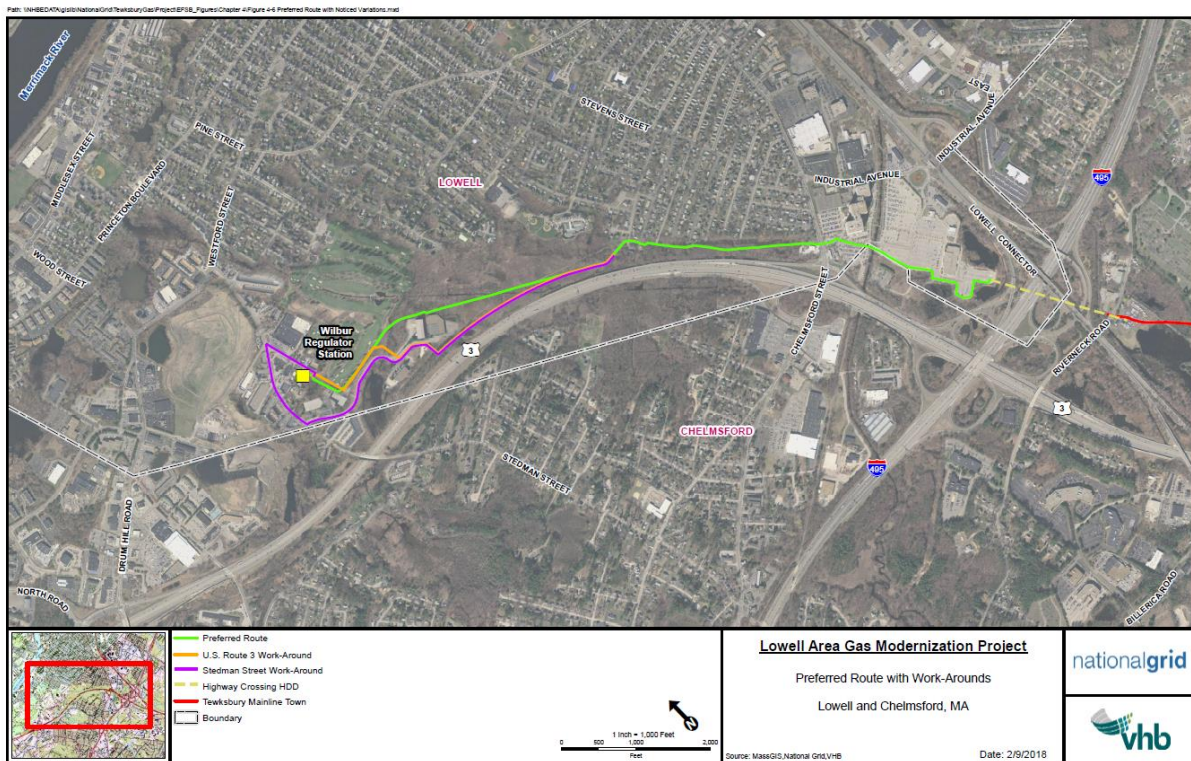 Path: \\NHBEDATA\gislib\NationalGrid\TewksburyGas\Project\EFSB_Figures\Chapter 4\Figure 4-6 Preferred Route with Noticed Variations.mxd
Merrimack River
EAST
STEVENS STREET
PINE STREET
INDUSTRIAL AVENUE
MIDDLESEX STREET
PRINCETON BOULEVARD
LOWELL
INDUSTRIAL AVENUE
495
WESTFORD STREET
WOOD STREET
LOWELL CONNECTOR
CHELMSFORD STREET
Wilbur
Regulator
Station
3
RIVERNECK ROAD
3
CHELMSFORD
STEDMAN STREET
495
DRUM HILL ROAD
NORTH ROAD
BILLERICA ROAD
Preferred Route
U.S. Route 3 Work-Around
Stedman Street Work-Around
Highway Crossing HDD
Tewksbury Mainline Town
Boundary
N
1 Inch = 1,000 Feet
0 500 1,000 2,000
Feet
Lowell Area Gas Modernization Project
Preferred Route with Work-Arounds
Lowell and Chelmsford, MA
Source: MassGIS,National Grid,VHB
Date: 2/9/2018
nationalgrid
vhb